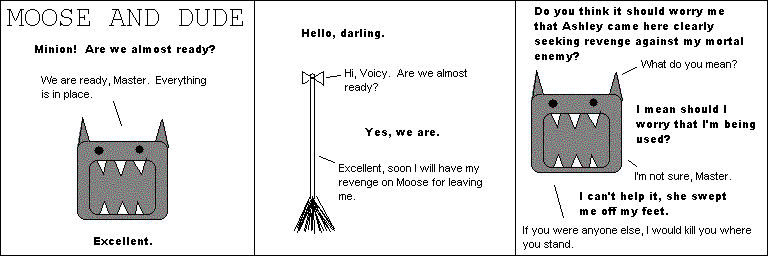 MOOSE AND DUDE
Minion! Are we almost ready?
We are ready, Master. Everything
is in place.
Excellent.
Hello, darling.
Hi, Voicy. Are we almost
ready?
Yes, we are.
Excellent, soon I will have my
revenge on Moose for leaving
me.
Do you think it should worry me
that Ashley came here clearly
seeking revenge against my mortal
enemy?
What do you mean?
I mean should I
worry that I'm being
used?
I'm not sure, Master.
I can't help it, she swept
me off my feet.
If you were anyone else, I would kill you where
you stand.